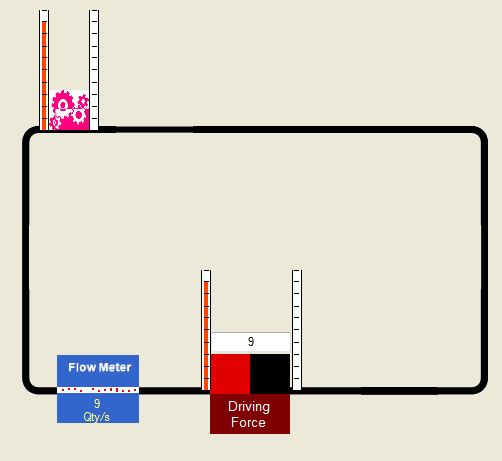 9
Flow Meter
9
Qty/s
Driving
Force